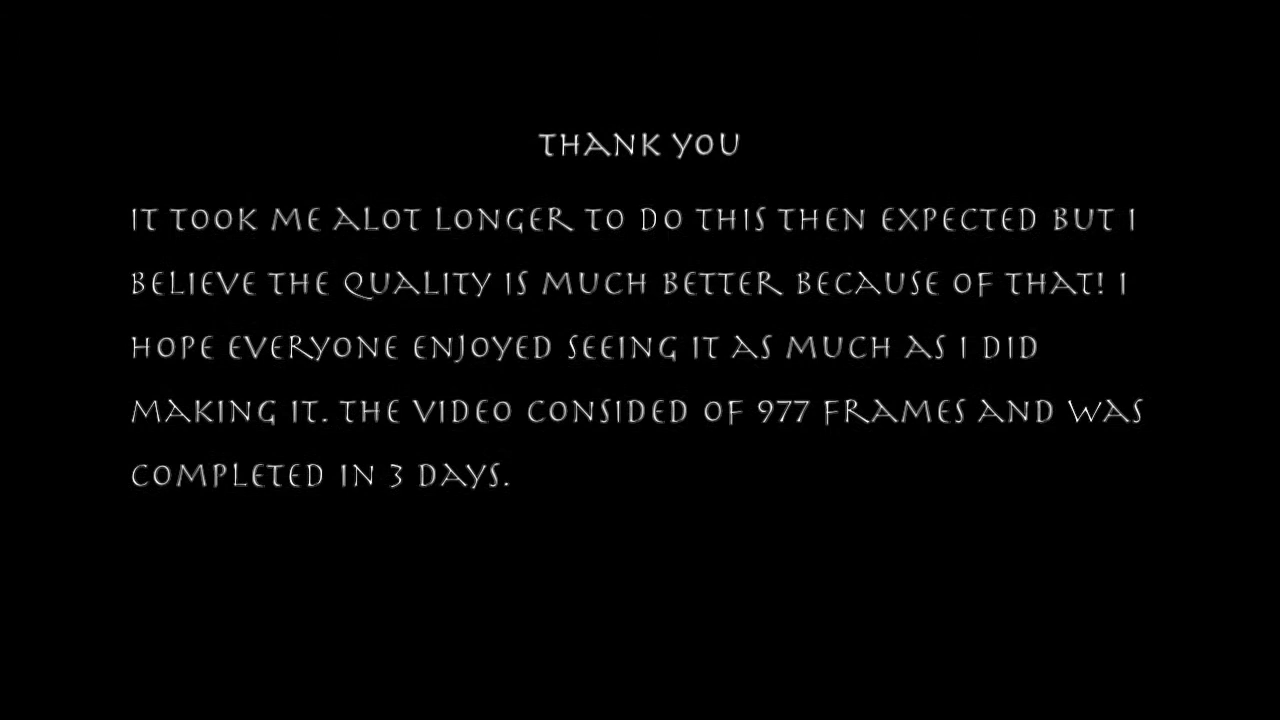 THANK YOU
IT TOOK ME ALOT LONGER TO DO THIS THEN EXPECTED BUT I
BELIEVE THE QUALITY IS MUCH BETTER BECAUSE OF THAT! I
HOPE EVERYONE ENJOYED SEEING IT AS MUCH AS I DID
MAKING IT. THE VIDEO CONSIDED OF 977 FRAMES AND WAS
COMPLETED IN 3 DAYS.